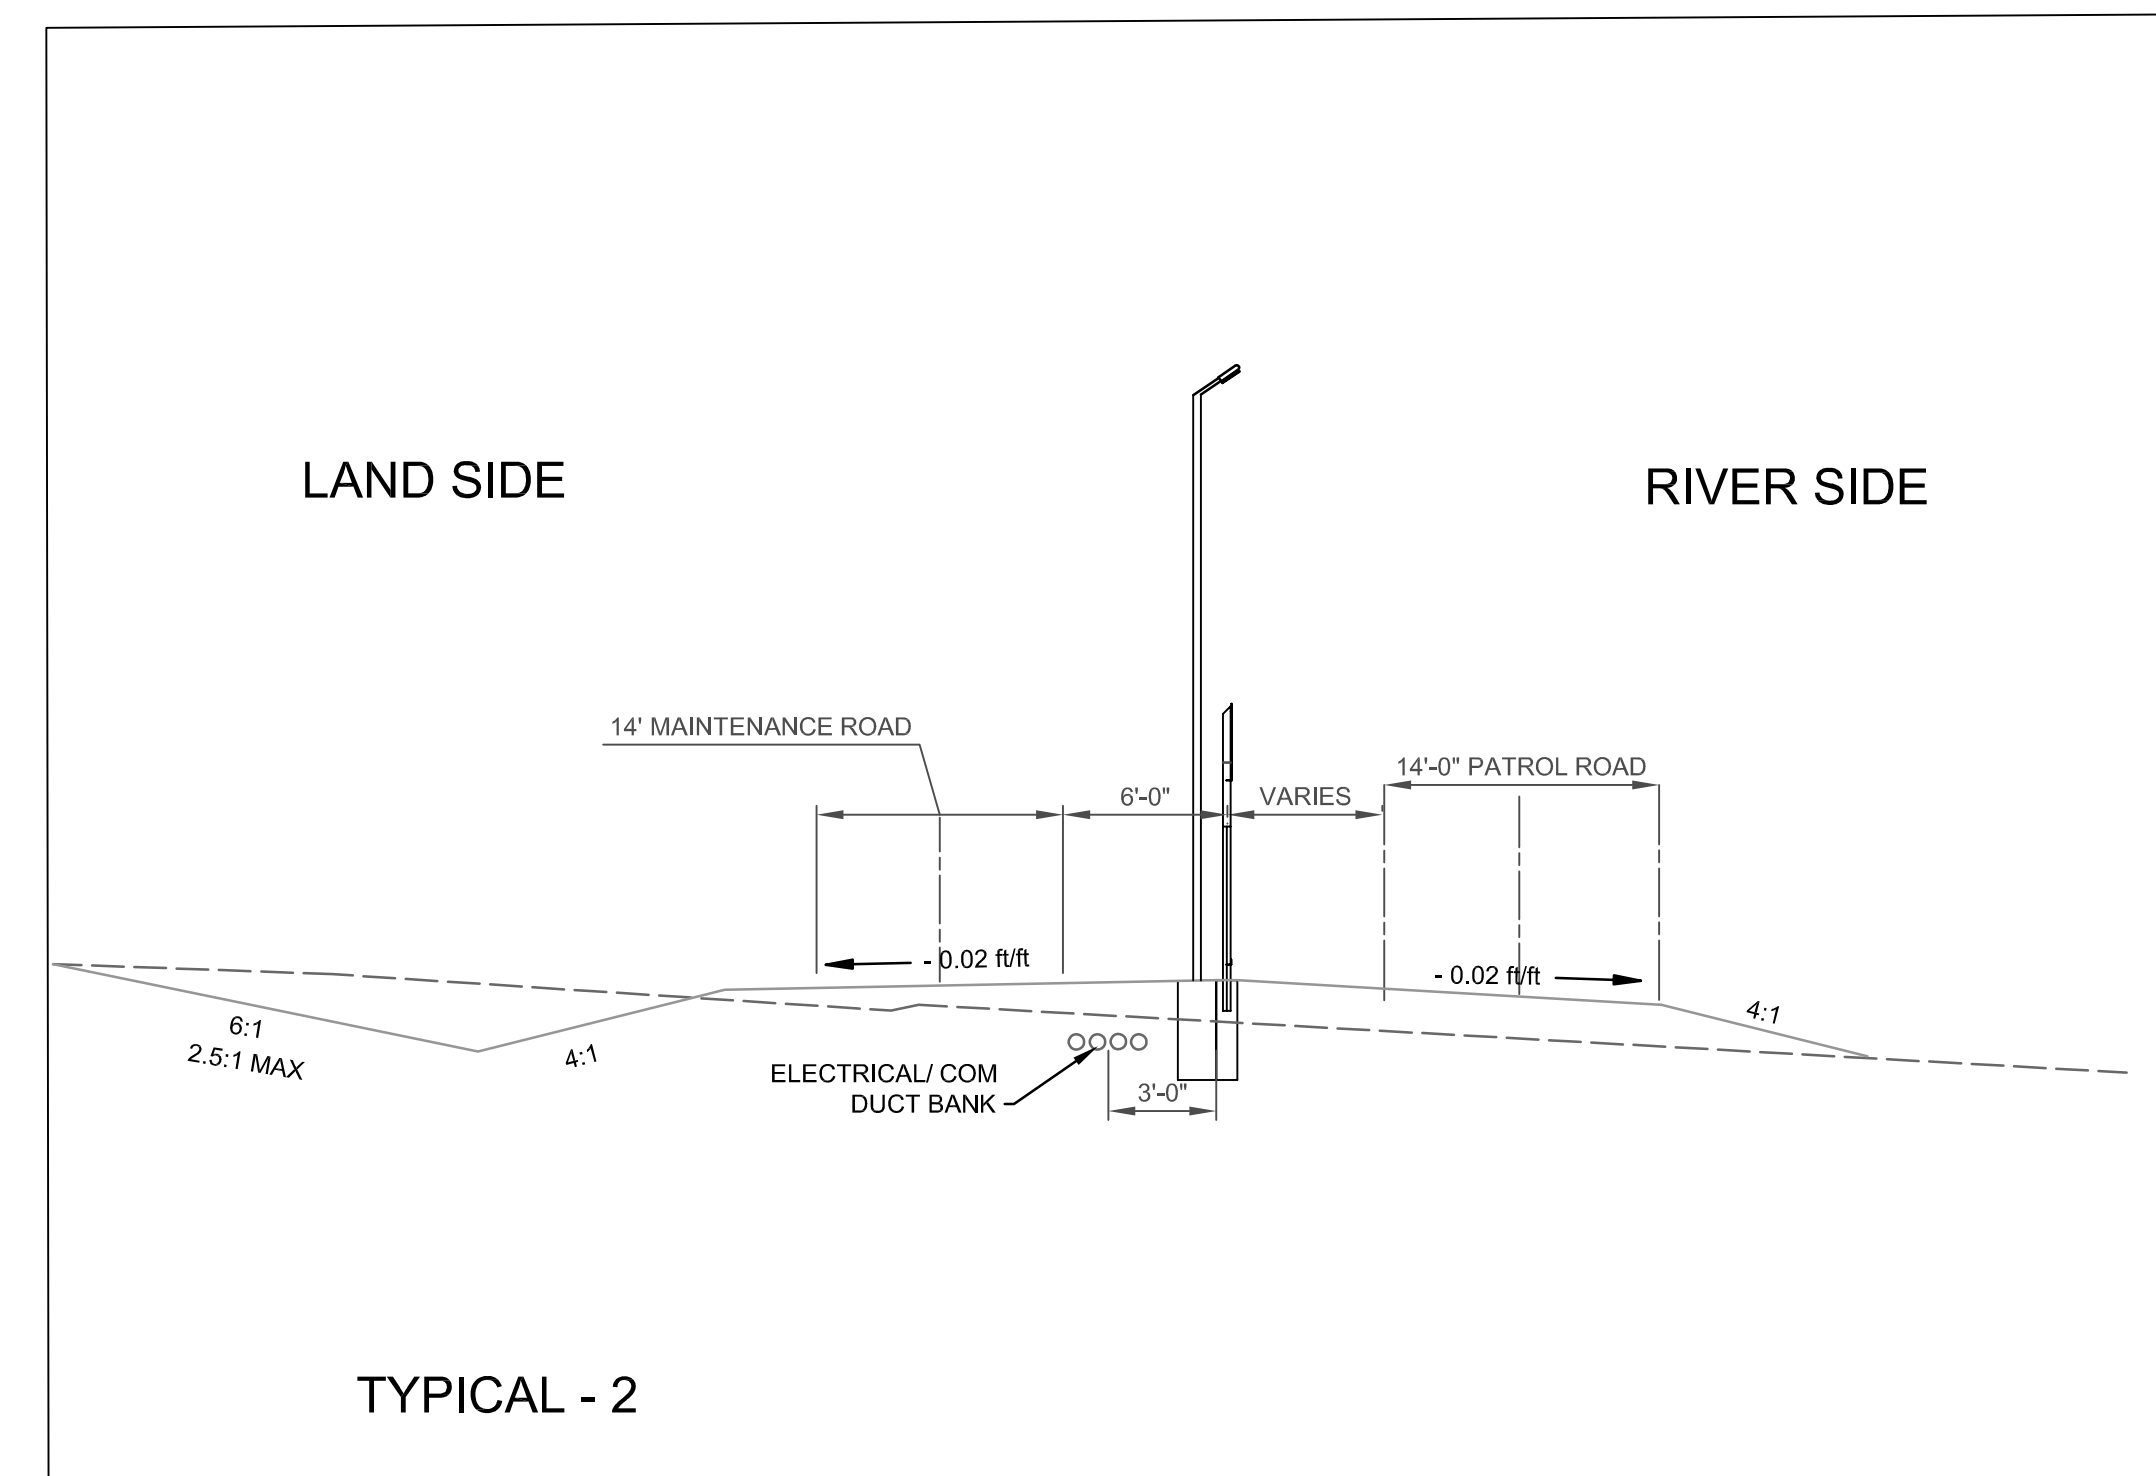 LAND SIDE
RIVER SIDE
14' MAINTENANCE ROAD
14'-0" PATROL ROAD
6'-0"
VARIES
- 0.02 ft/ft
- 0.02 ft/ft
6:1
2.5:1 MAX
4:1
4:1
ELECTRICAL/ COM
DUCT BANK
3'-0"
TYPICAL - 2